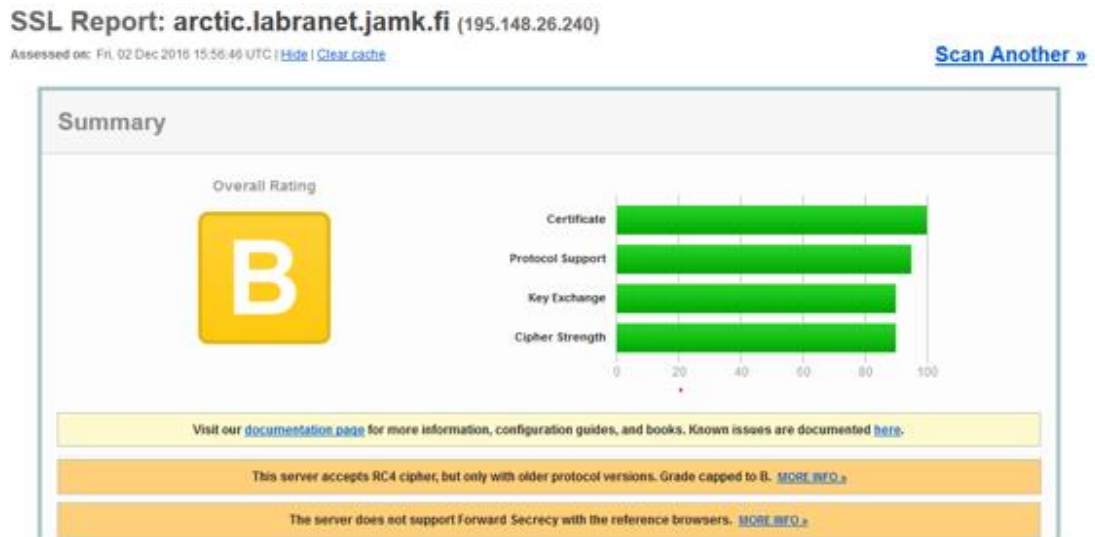 SSL Report: arctic.labranet.jamk.fi (195.148.26.240)
Assessed on: Fri, 02 Dec 2016 15:56:46 UTC | Hide | Clear cache
Scan Another »
Summary
Overall Rating
B
Certificate
Protocol Support
Key Exchange
Cipher Strength
0 20 40 60 80 100
Visit our documentation page for more information, configuration guides, and books. Known issues are documented here.
This server accepts RC4 cipher, but only with older protocol versions. Grade capped to B. MORE INFO »
The server does not support Forward Secrecy with the reference browsers. MORE INFO »